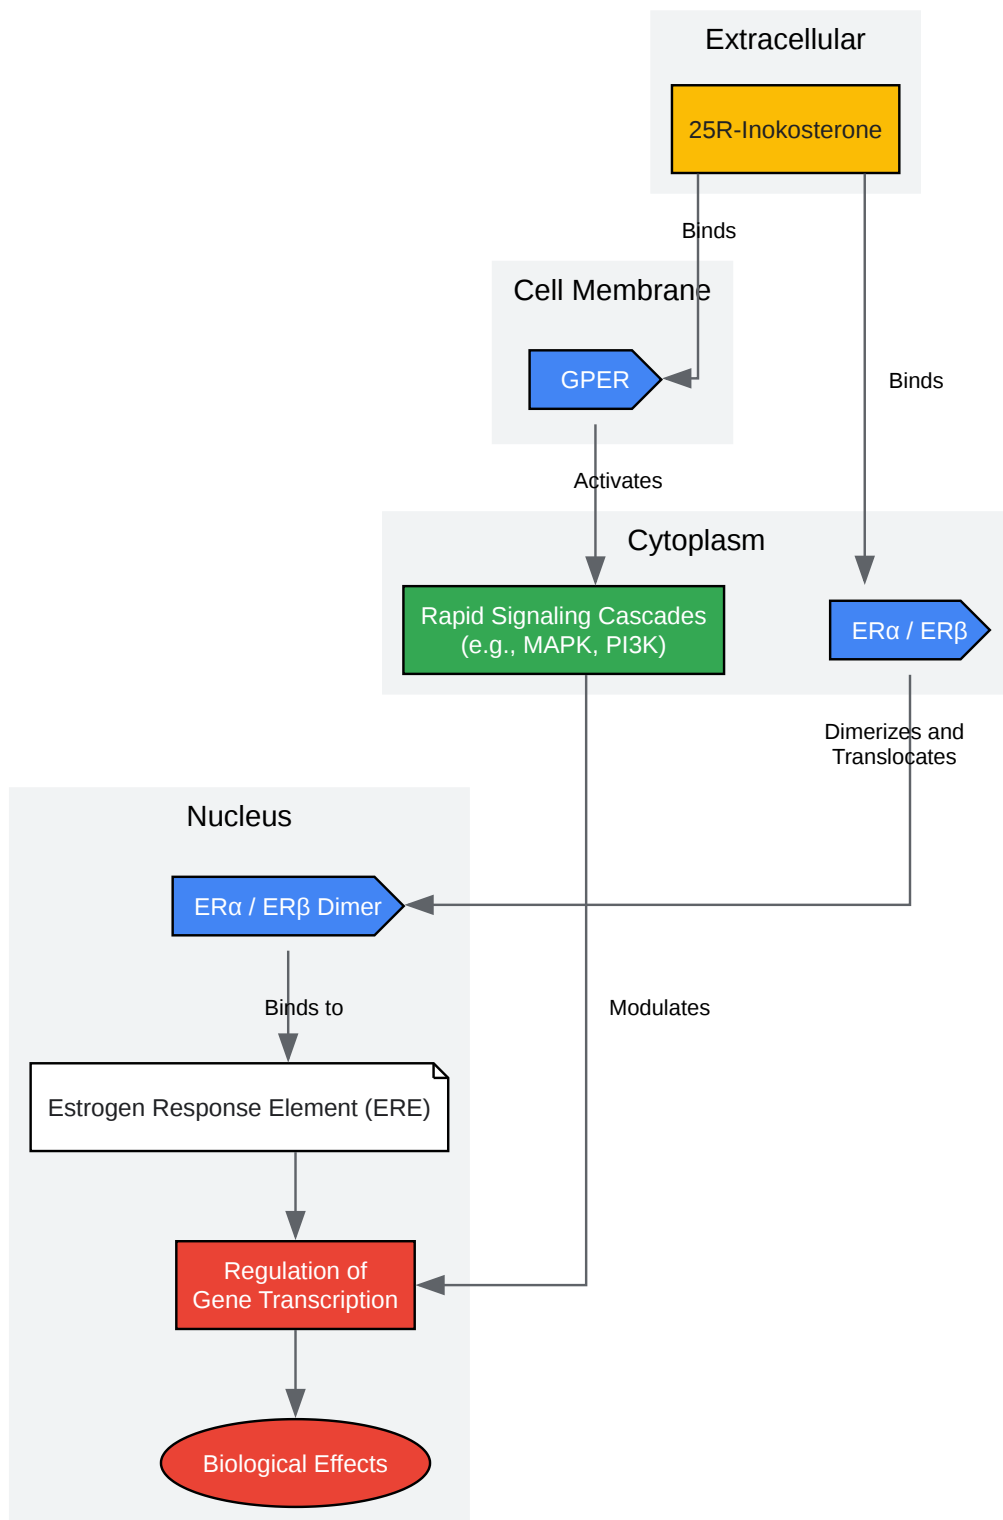 Extracellular
25R-Inokosterone
Binds
Cell Membrane
GPER
Binds
Activates
Cytoplasm
Rapid Signaling Cascades
(e.g., MAPK, PI3K)
ERα / ERβ
Dimerizes and
Translocates
Nucleus
ERα / ERβ Dimer
Binds to
Modulates
Estrogen Response Element (ERE)
Regulation of
Gene Transcription
Biological Effects